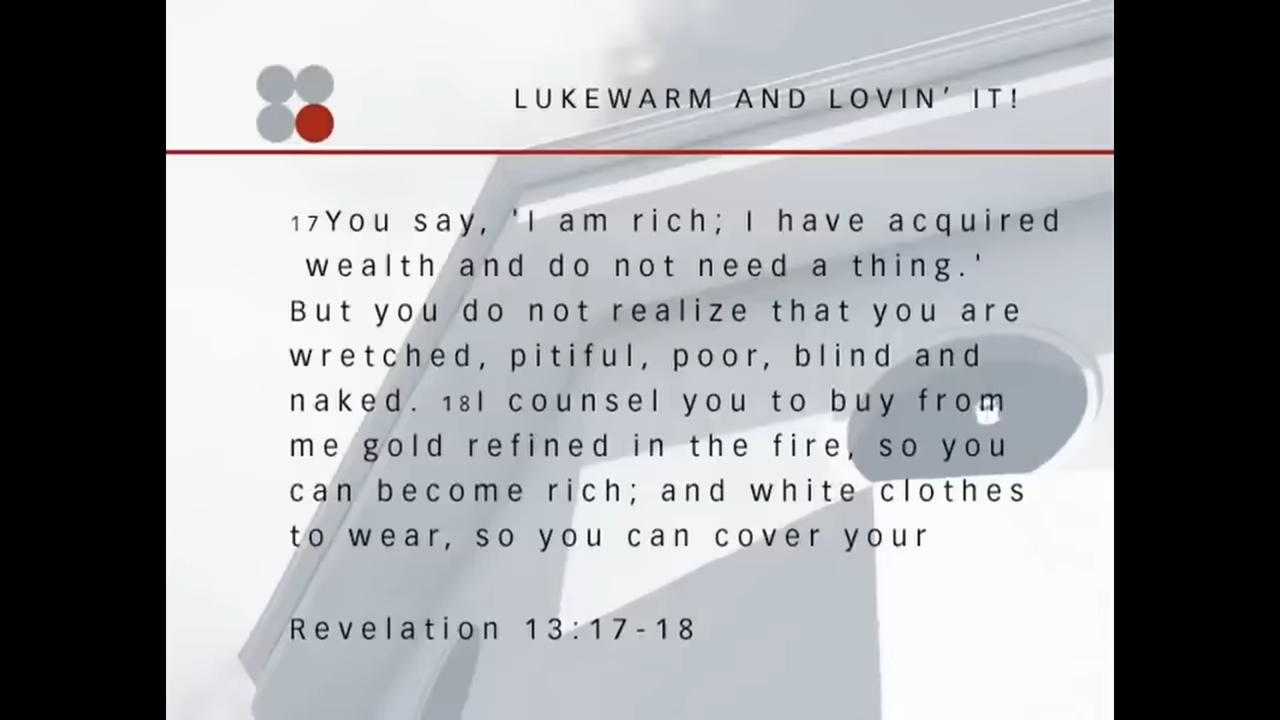 LUKEWARM AND LOVIN’ IT!
17You say, 'I am rich; I have acquired
wealth and do not need a thing.'
But you do not realize that you are
wretched, pitiful, poor, blind and
naked. 18I counsel you to buy from
me gold refined in the fire, so you
can become rich; and white clothes
to wear, so you can cover your
Revelation 13:17-18